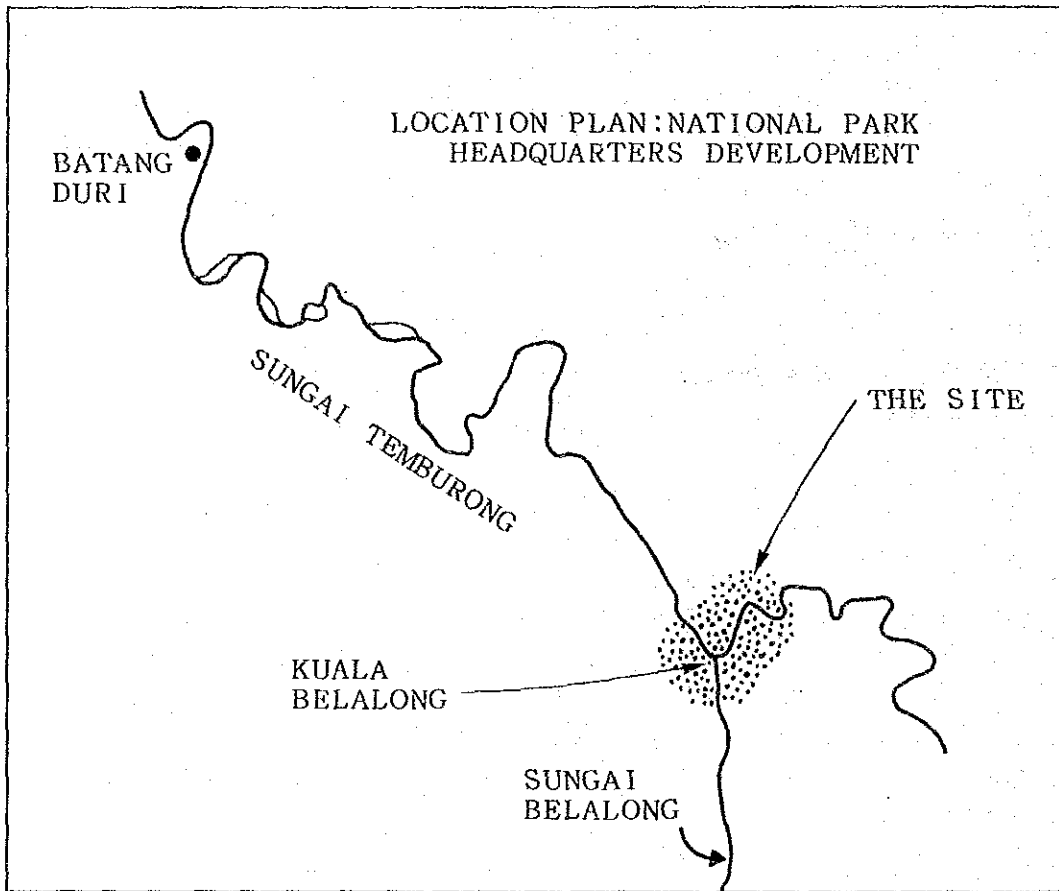 LOCATION PLAN:NATIONAL PARK
HEADQUARTERS DEVELOPMENT
BATANG
DURI
SUNGAI TEMBURONG
THE SITE
KUALA
BELALONG
SUNGAI
BELALONG